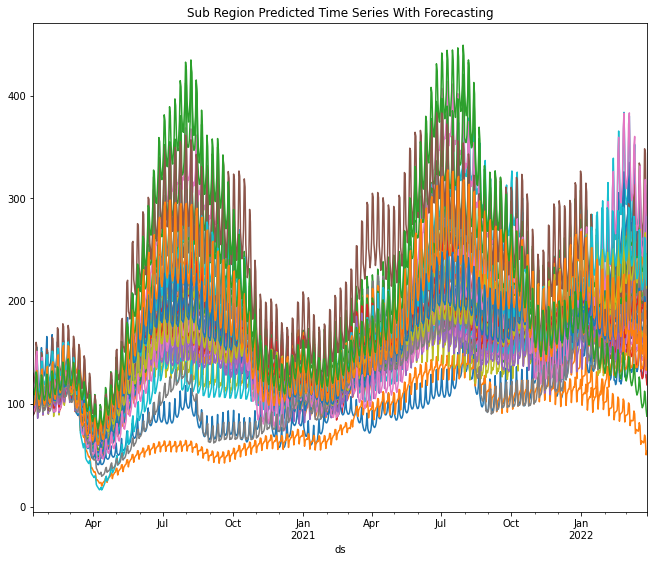 Sub Region Predicted Time Series With Forecasting
400
300
200
100
0
Apr Jul Oct Jan Apr Jul Oct Jan
2021 2022
ds